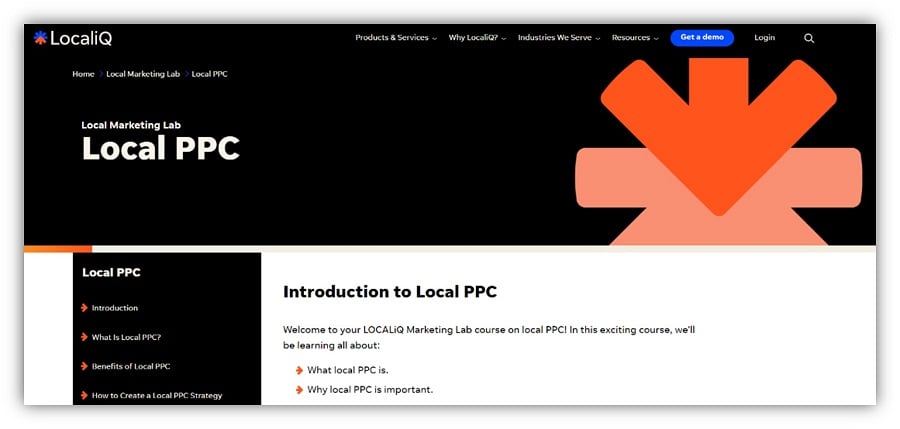 LocaliQ
Products & Services Why LocaliQ? Industries We Serve Resources Get a demo Login
Home Local Marketing Lab Local PPC
Local Marketing Lab
Local PPC
Local PPC
Introduction
What Is Local PPC?
Benefits of Local PPC
How to Create a Local PPC Strategy
Introduction to Local PPC
Welcome to your LOCALiQ Marketing Lab course on local PPC! In this exciting course, we'll
be learning all about:
What local PPC is.
Why local PPC is important.